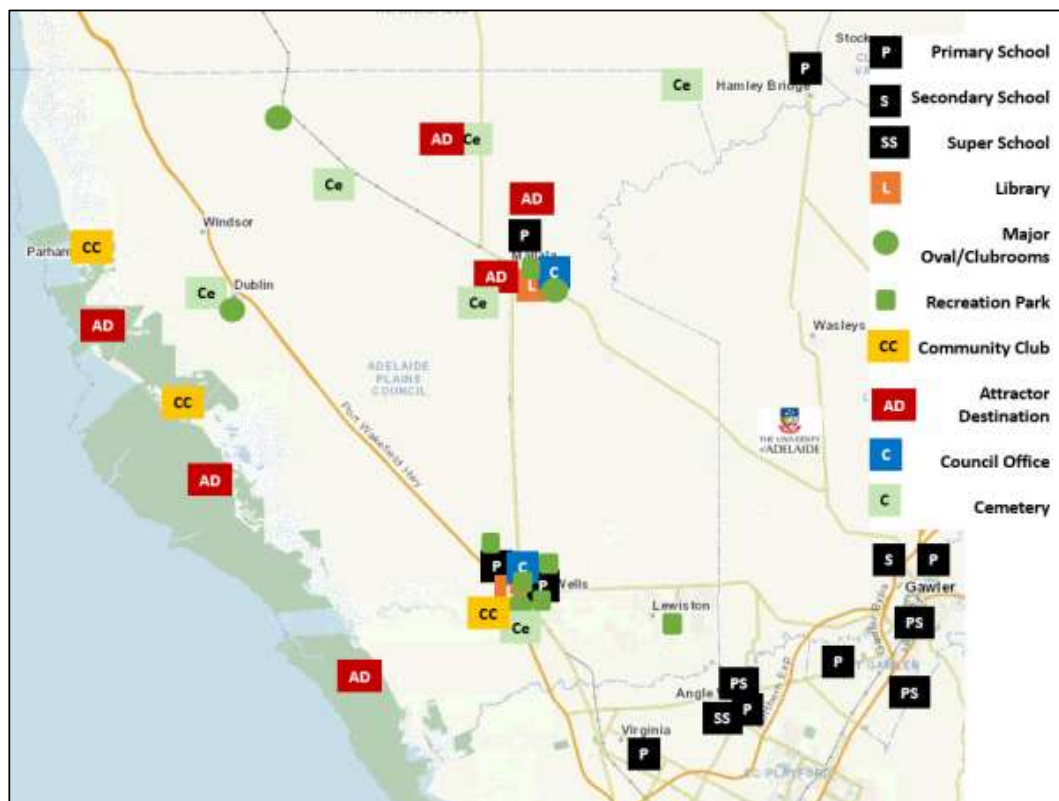 Stock
P
Primary School
Ce
Hamley Bridge
S
Secondary School
AD
Ce
SS
Super School
Ce
AD
L
Library
P
Windsor
Major
Oval/Clubrooms
Parham
CC
AD
C
L
Ce
Dublin
Ce
Recreation Park
AD
Wasleys
CC
Community Club
ADELAIDE
PLAINS
COUNCIL
CC
AD
Attractor
Destination
Port Wakefield Hwy
THE UNIVERSITY
of ADELAIDE
C
Council Office
AD
C
Cemetery
P
C
S
P
P
Wells
Gawler
CC
Lewiston
Ce
PS
P
AD
PS
PS
Angle
P
SS
Virginia
P